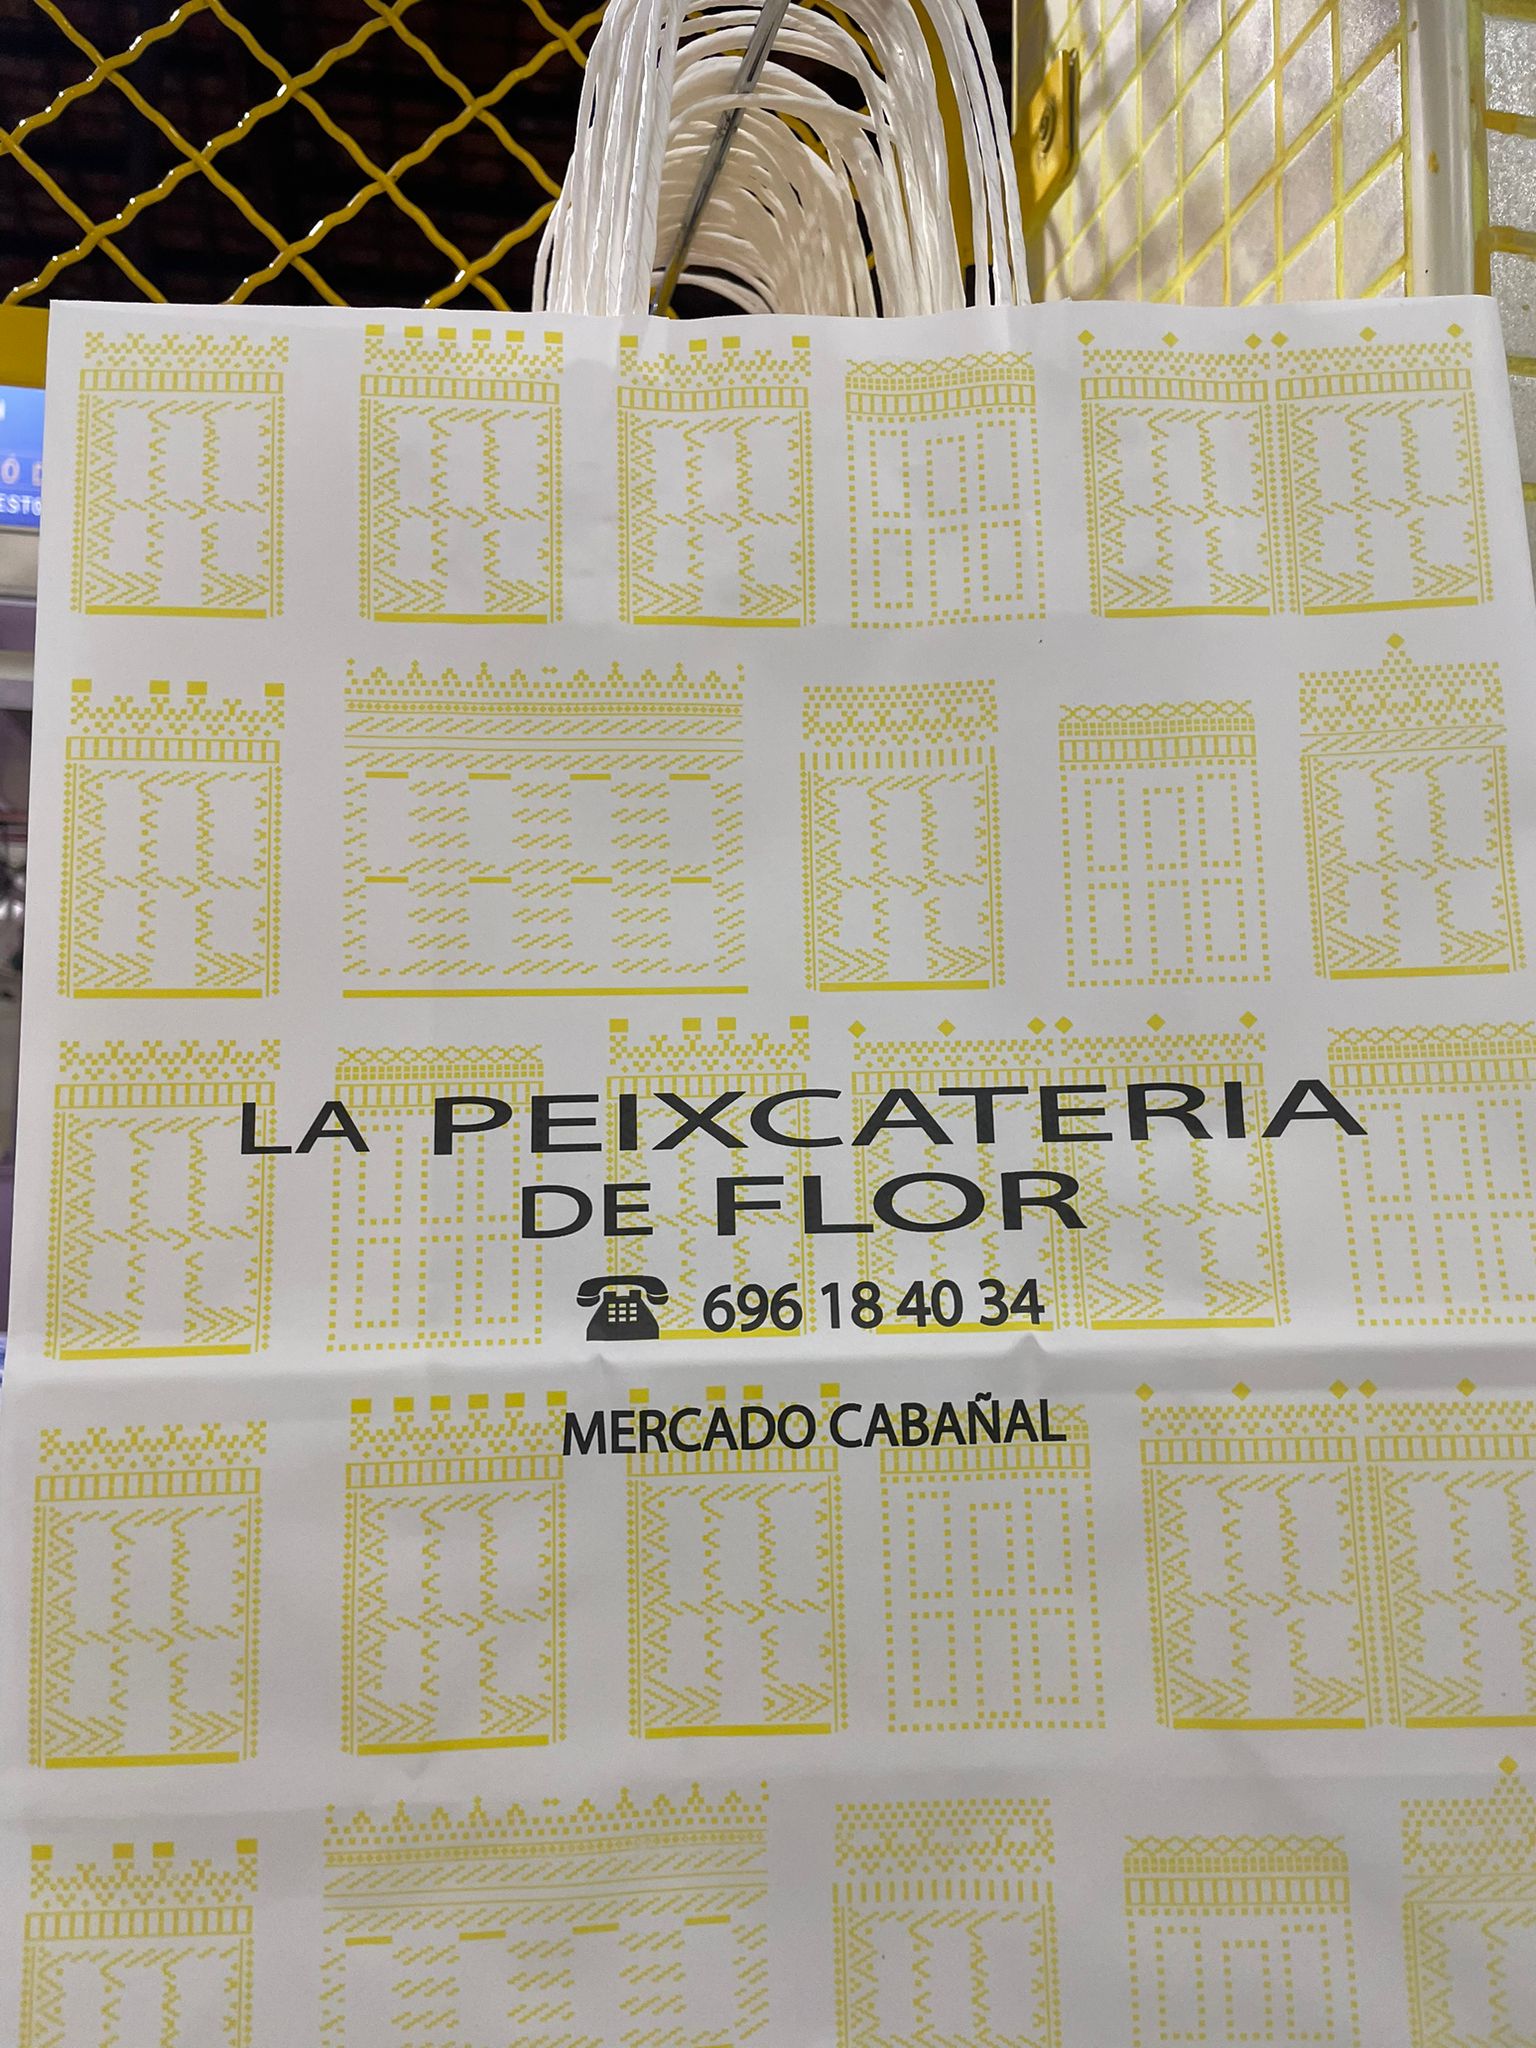 LA PEIXCATERIA
DE FLOR
696 18 40 34
MERCADO CABAÑAL